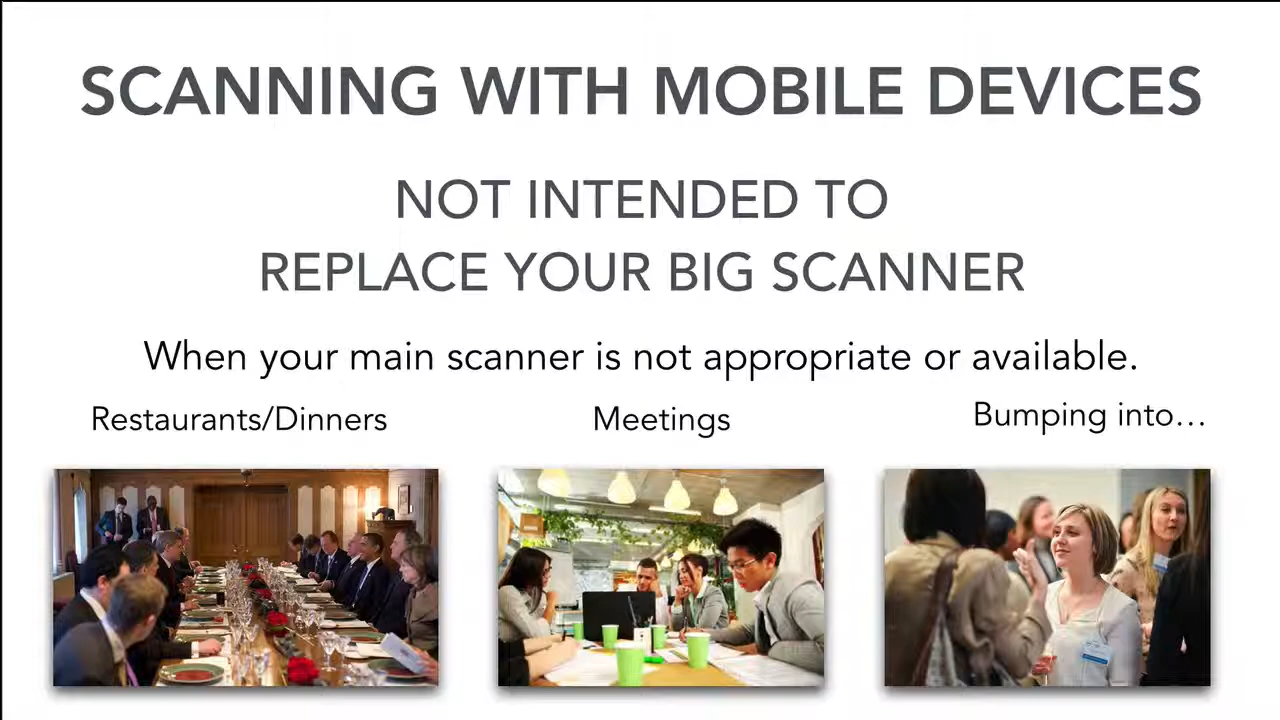 SCANNING WITH MOBILE DEVICES
NOT INTENDED TO
REPLACE YOUR BIG SCANNER
When your main scanner is not appropriate or available.
Restaurants/Dinners
Meetings
Bumping into…